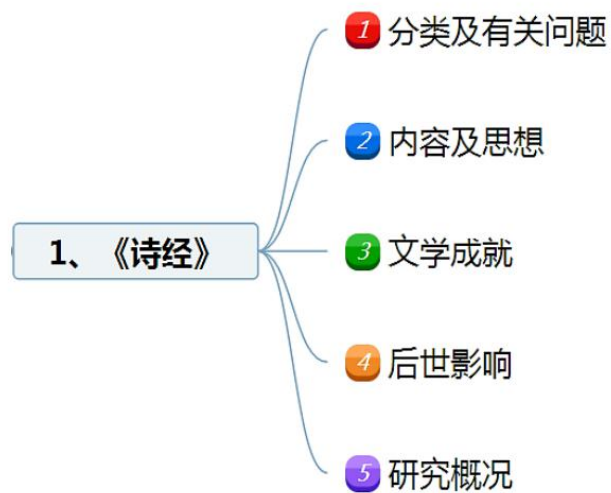 1 分类及有关问题
2 内容及思想
1、《诗经》
3 文学成就
4 后世影响
5 研究概况